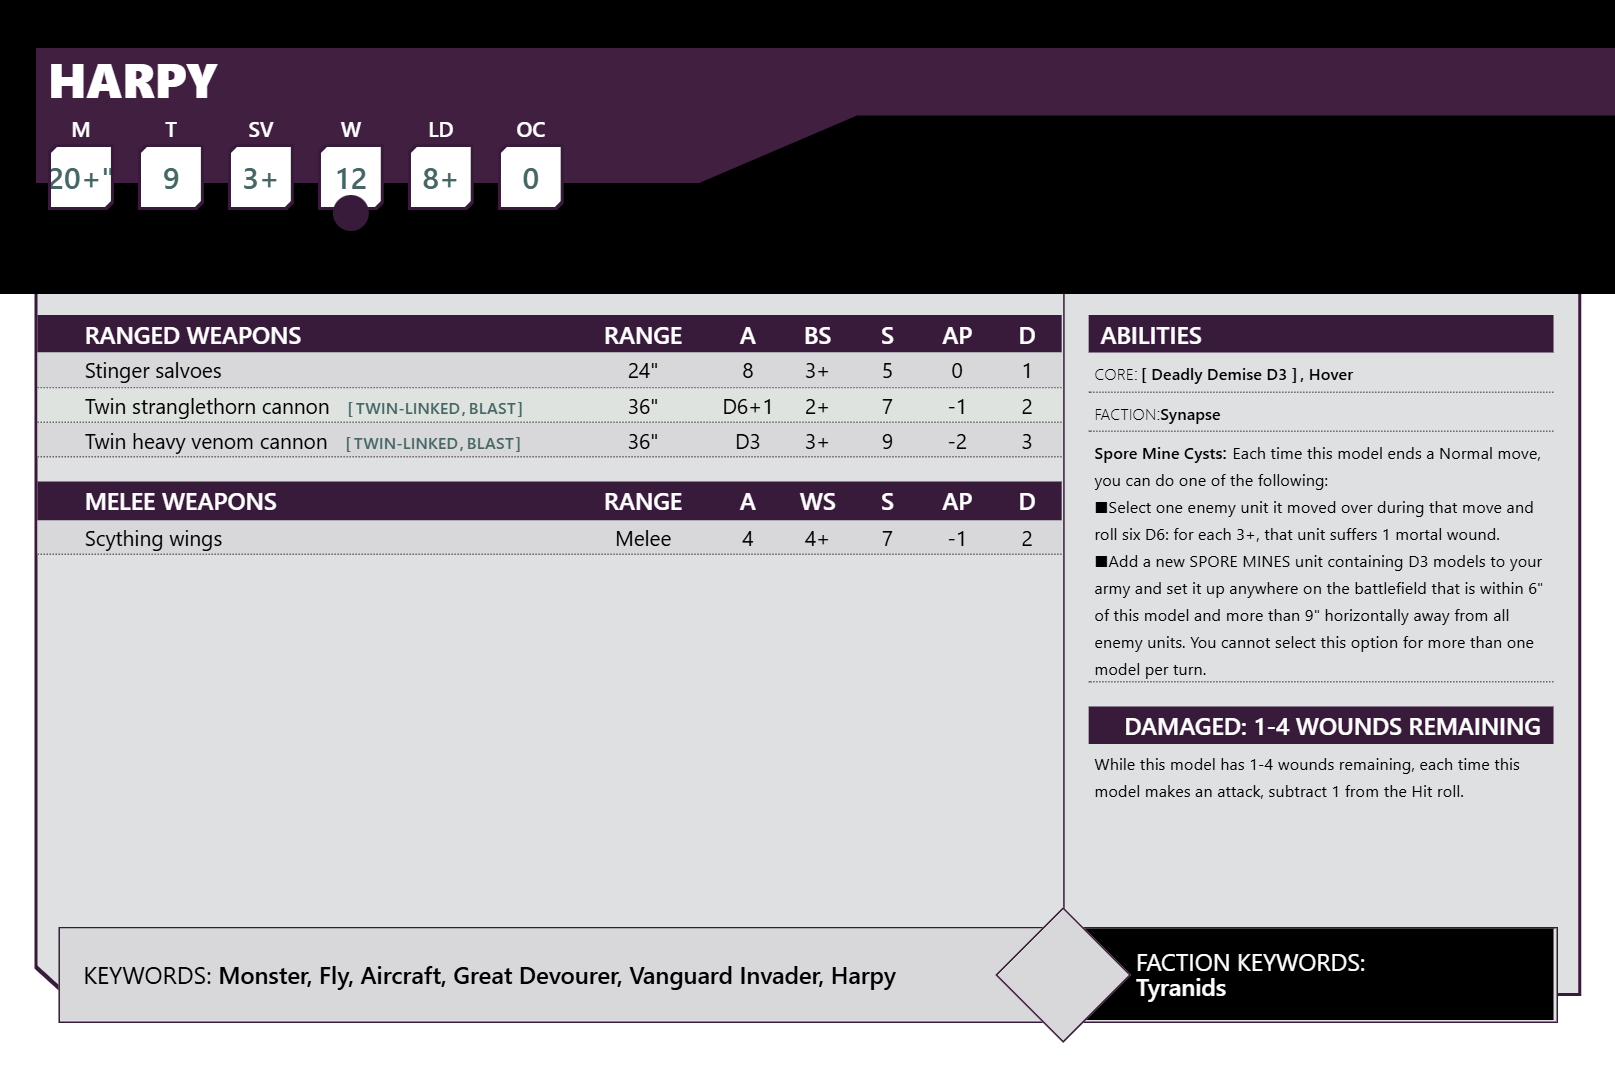 HARPY
M T SV W LD OC
20+" 9 3+ 12 8+ 0
RANGED WEAPONS RANGE A BS S AP D
Stinger salvoes 24" 8 3+ 5 0 1
Twin stranglethorn cannon [ TWIN-LINKED, BLAST] 36" D6+1 2+ 7 -1 2
Twin heavy venom cannon [ TWIN-LINKED, BLAST] 36" D3 3+ 9 -2 3
MELEE WEAPONS RANGE A WS S AP D
Scything wings Melee 4 4+ 7 -1 2
ABILITIES
CORE: [ Deadly Demise D3 ] , Hover
FACTION:Synapse
Spore Mine Cysts: Each time this model ends a Normal move,
you can do one of the following:
■Select one enemy unit it moved over during that move and
roll six D6: for each 3+, that unit suffers 1 mortal wound.
■Add a new SPORE MINES unit containing D3 models to your
army and set it up anywhere on the battlefield that is within 6"
of this model and more than 9" horizontally away from all
enemy units. You cannot select this option for more than one
model per turn.
DAMAGED: 1-4 WOUNDS REMAINING
While this model has 1-4 wounds remaining, each time this
model makes an attack, subtract 1 from the Hit roll.
KEYWORDS: Monster, Fly, Aircraft, Great Devourer, Vanguard Invader, Harpy
FACTION KEYWORDS:
Tyranids